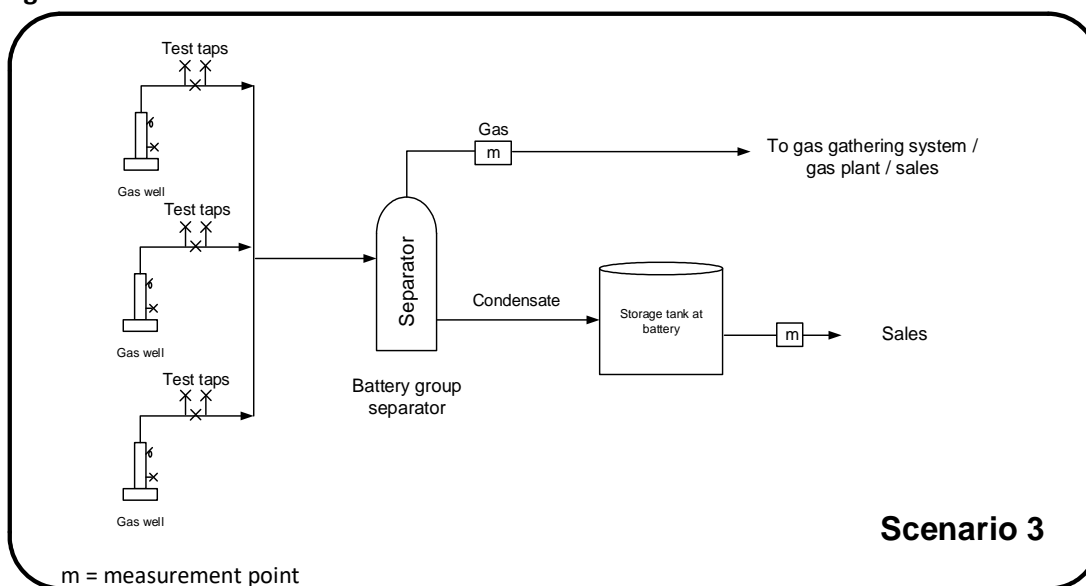 Test taps
Gas well
Test taps
Gas well
Test taps
Gas well
Gas
m
To gas gathering system /
gas plant / sales
Separator
Battery group
separator
Condensate
Storage tank at
battery
m
Sales
Scenario 3
m = measurement point